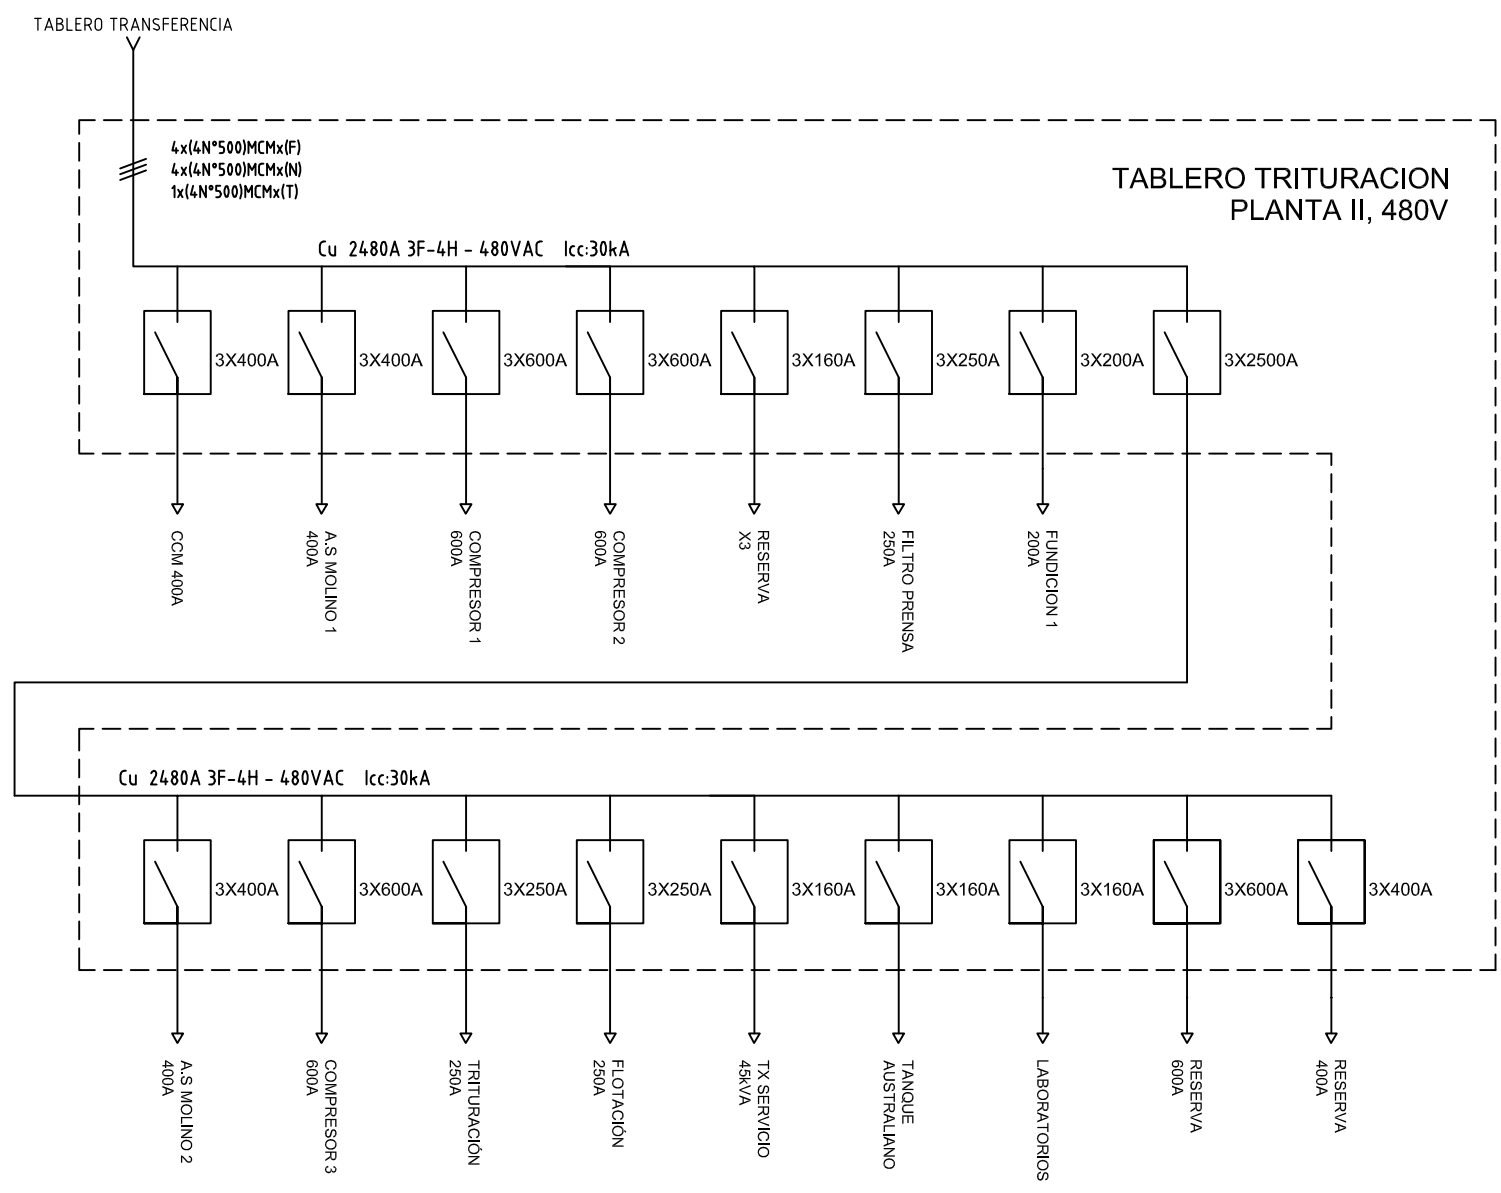 TABLERO TRANSFERENCIA
4x(4N°500)MCMx(F)
4x(4N°500)MCMx(N)
1x(4N°500)MCMx(T)
TABLERO TRITURACION
PLANTA II, 480V
Cu 2480A 3F-4H - 480VAC Icc:30kA
3X400A
3X400A
3X600A
3X600A
3X160A
3X250A
3X200A
3X2500A
CCM 400A
A.S MOLINO 1
400A
COMPRESOR 1
600A
COMPRESOR 2
600A
RESERVA
X3
FILTRO PRENSA
250A
FUNDICION 1
200A
Cu 2480A 3F-4H - 480VAC Icc:30kA
3X400A
3X600A
3X250A
3X250A
3X160A
3X160A
3X160A
3X600A
3X400A
A.S MOLINO 2
400A
COMPRESOR 3
600A
TRITURACIÓN
250A
FLOTACIÓN
250A
TX SERVICIO
45kVA
TANQUE
AUSTRALIANO
LABORATORIOS
RESERVA
600A
RESERVA
400A